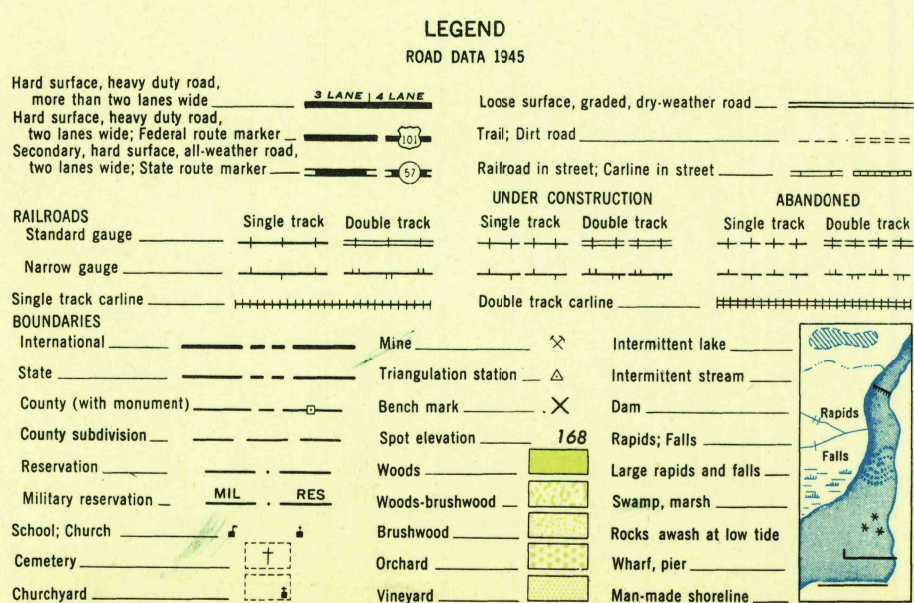 LEGEND
ROAD DATA 1945
Hard surface, heavy duty road,
more than two lanes wide
3 LANE 4 LANE
Hard surface, heavy duty road,
two lanes wide; Federal route marker
101
Secondary, hard surface, all-weather road,
two lanes wide; State route marker
57
Loose surface, graded, dry-weather road
Trail; Dirt road
Railroad in street; Carline in street
UNDER CONSTRUCTION
ABANDONED
RAILROADS
Single track Double track
Single track Double track
Single track Double track
Standard gauge
Narrow gauge
Single track carline
Double track carline
BOUNDARIES
International
State
County (with monument)
County subdivision
Reservation
Military reservation MIL RES
School; Church
Cemetery
Churchyard
Mine
Triangulation station
Bench mark
Spot elevation 168
Woods
Woods-brushwood
Brushwood
Orchard
Vineyard
Intermittent lake
Intermittent stream
Dam
Rapids; Falls
Large rapids and falls
Swamp, marsh
Rocks awash at low tide
Wharf, pier
Man-made shoreline
Rapids
Falls